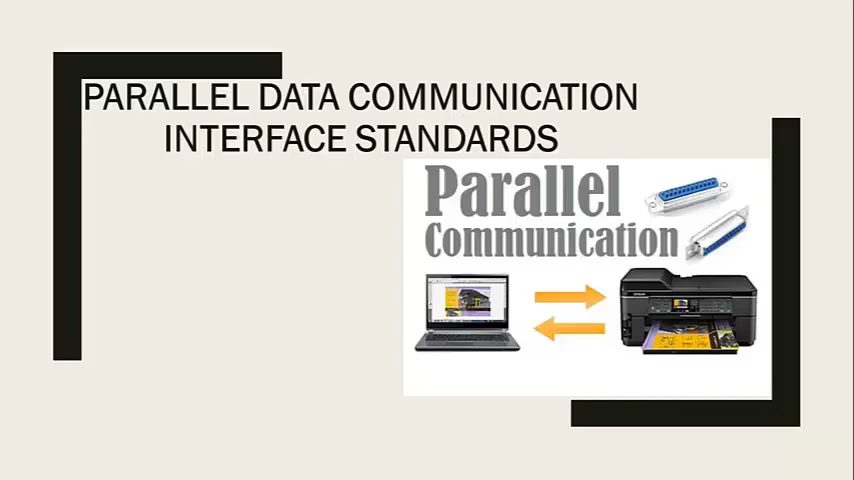 PARALLEL DATA COMMUNICATION
INTERFACE STANDARDS
Parallel
Communication